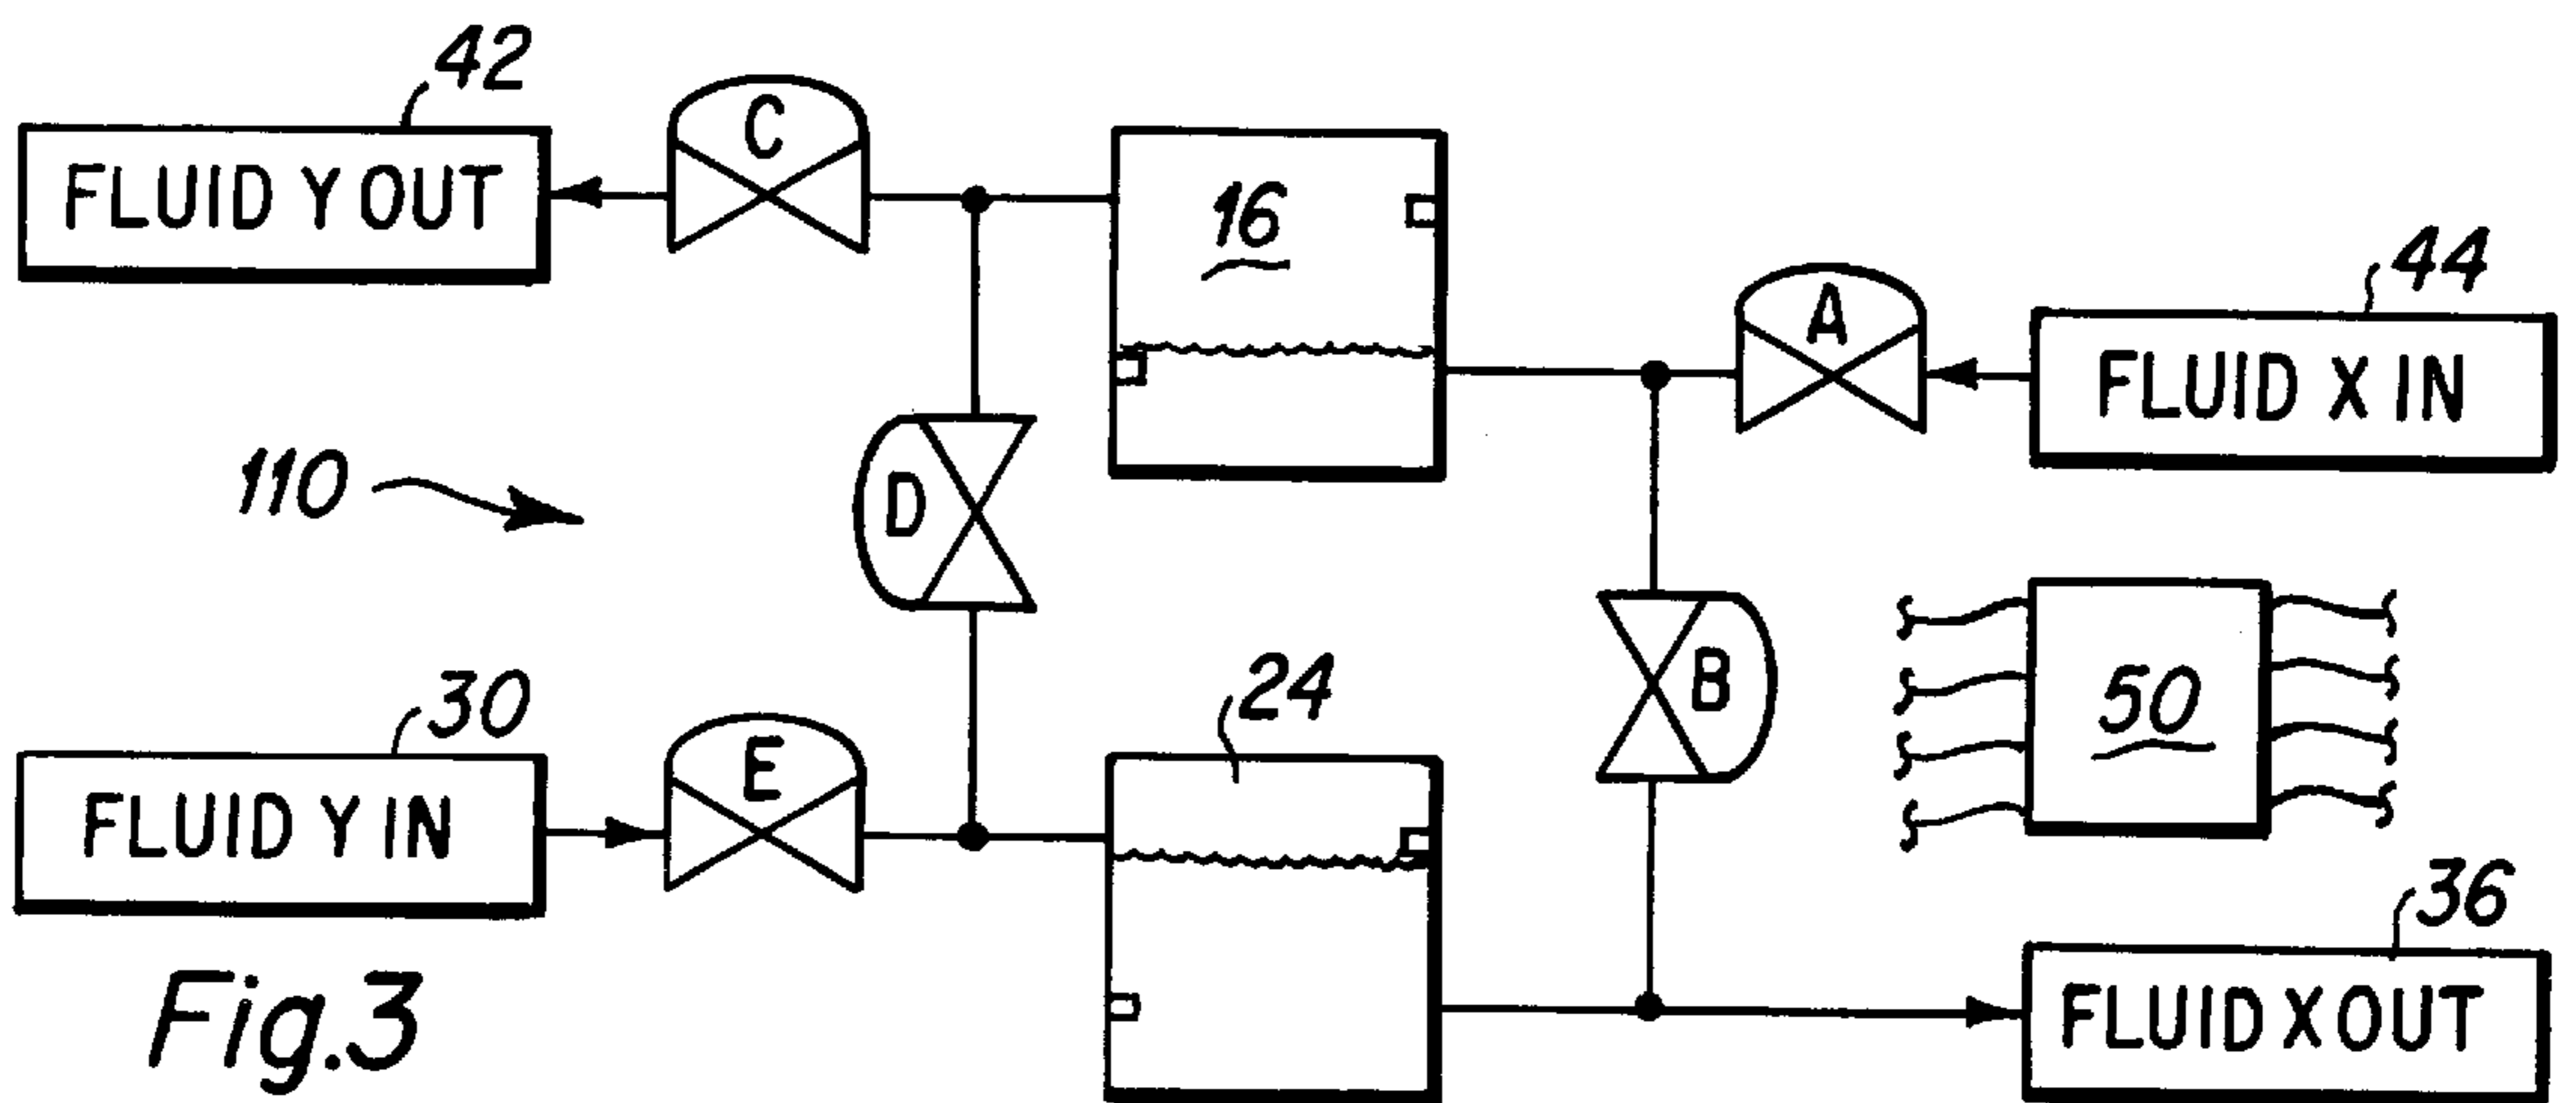 42
C
FLUID Y OUT
16
44
A
FLUID X IN
110
D
B
50
30
24
E
FLUID Y IN
36
FLUID X OUT
Fig.3